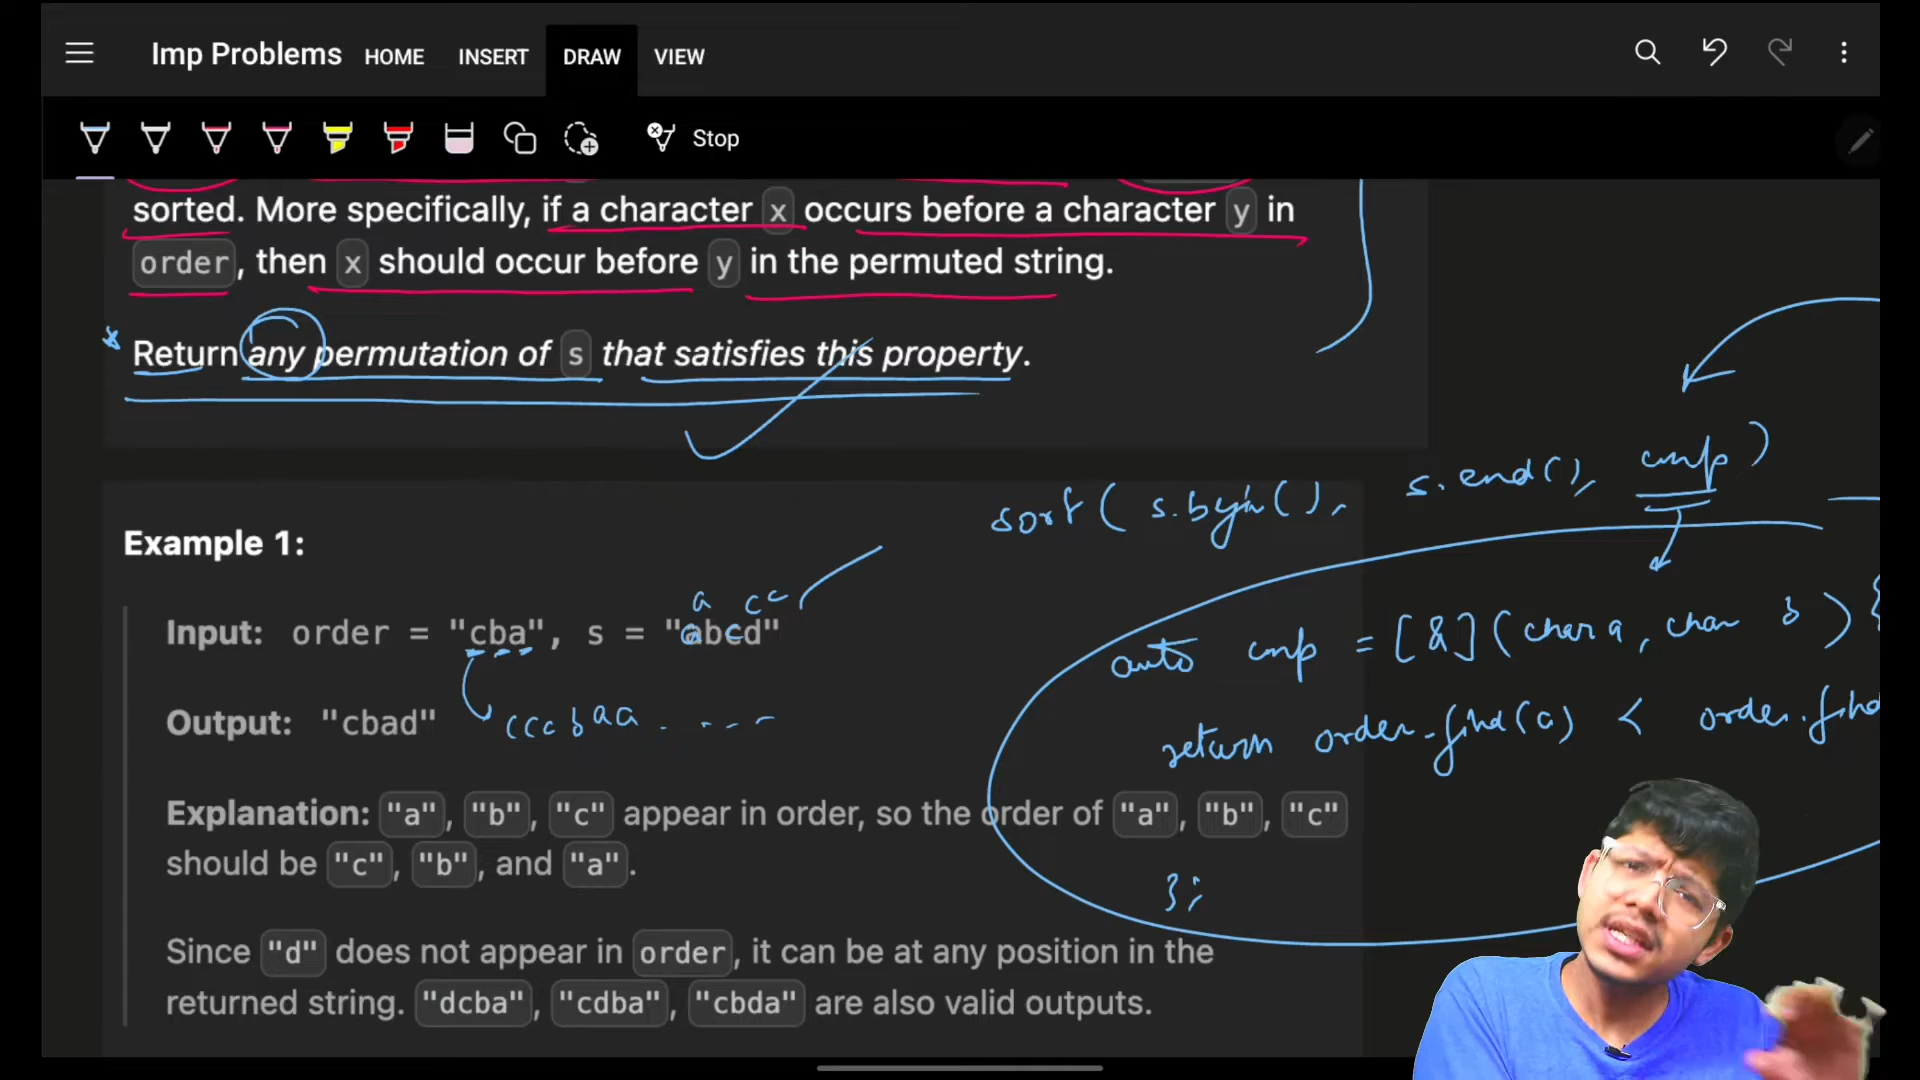 Imp Problems HOME INSERT DRAW VIEW
Stop
sorted. More specifically, if a character x occurs before a character y in
order, then x should occur before y in the permuted string.
Return any permutation of s that satisfies this property.
sort( s.begin(), s.end(), cmp )
Example 1:
a cc
Input: order = "cba", s = "abcd"
auto cmp = [&](char a, char b) {
Output: "cbad"
cccbaa . . . .
return order.find(a) < order.find
Explanation: "a", "b", "c" appear in order, so the order of "a", "b", "c"
should be "c", "b", and "a".
};
Since "d" does not appear in order, it can be at any position in the
returned string. "dcba", "cdba", "cbda" are also valid outputs.